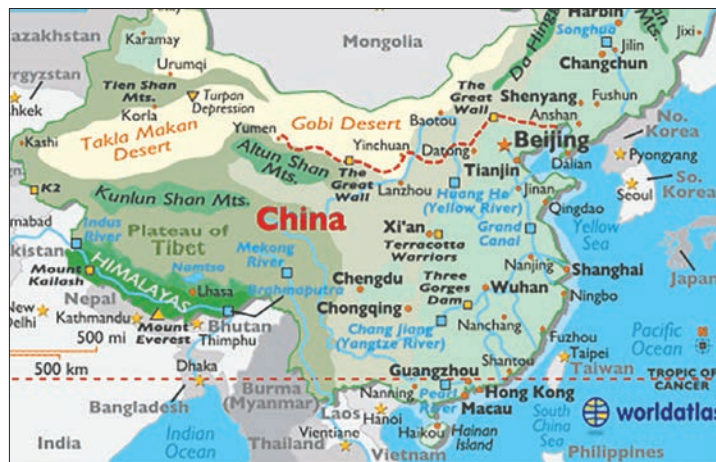 Kazakhstan
Karamay
Urumqi
Mongolia
Harbin
Songhua
Jixi
Jilin
Changchun
Da Hing
Kyrgyzstan
hkek
Tien Shan
Mts.
Turpan
Depression
Korla
Kashi
Takla Makan
Desert
Gobi Desert
Yumen
The
Great
Wall
Shenyang
Fushun
Anshan
Baotou
Yinchuan
Datong
Beijing
No.
Korea
Pyongyang
Dalian
Tianjin
So.
Korea
Seoul
K2
Altun Shan
Mts.
The
Great
Wall
Lanzhou
Huang He
(Yellow River)
Jinan
Qingdao
Yellow
Sea
Kunlun Shan Mts.
China
Grand
Canal
Japan
mabad
kistan
Indus
River
Plateau of
Tibet
Xi'an
Terracotta
Warriors
Mekong
River
Mount
Kailash
HIMALAYAS
Namtso
Lhasa
Brahmaputra
Chengdu
Chongqing
Three
Gorges
Dam
Wuhan
Nanjing
Shanghai
Ningbo
New
Delhi
Nepal
Kathmandu
Mount
Everest
Bhutan
Thimphu
Chang Jiang
(Yangtze River)
Nanchang
Fuzhou
Pacific
Ocean
500 mi
500 km
Dhaka
Shantou
Taipei
Taiwan
TROPIC OF
CANCER
Guangzhou
Nanning
Pearl
River
Hong Kong
Macau
Bangladesh
Burma
(Myanmar)
Laos
Hanoi
Haikou
Hainan
Island
South
China
Sea
worldatlas
India
Indian
Ocean
Thailand
Vientiane
Vietnam
Philippines